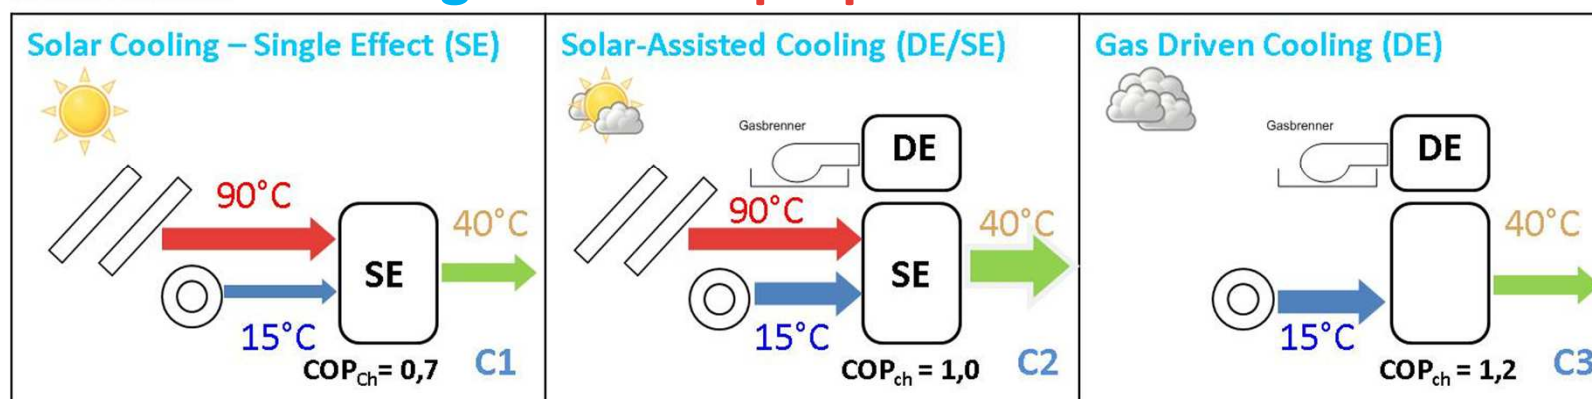 Solar Cooling – Single Effect (SE)
90°C
40°C
SE
15°C
COPCh= 0,7
C1
Solar-Assisted Cooling (DE/SE)
Gasbrenner
DE
90°C
40°C
SE
15°C
COPch = 1,0
C2
Gas Driven Cooling (DE)
Gasbrenner
DE
40°C
15°C
COPch = 1,2
C3